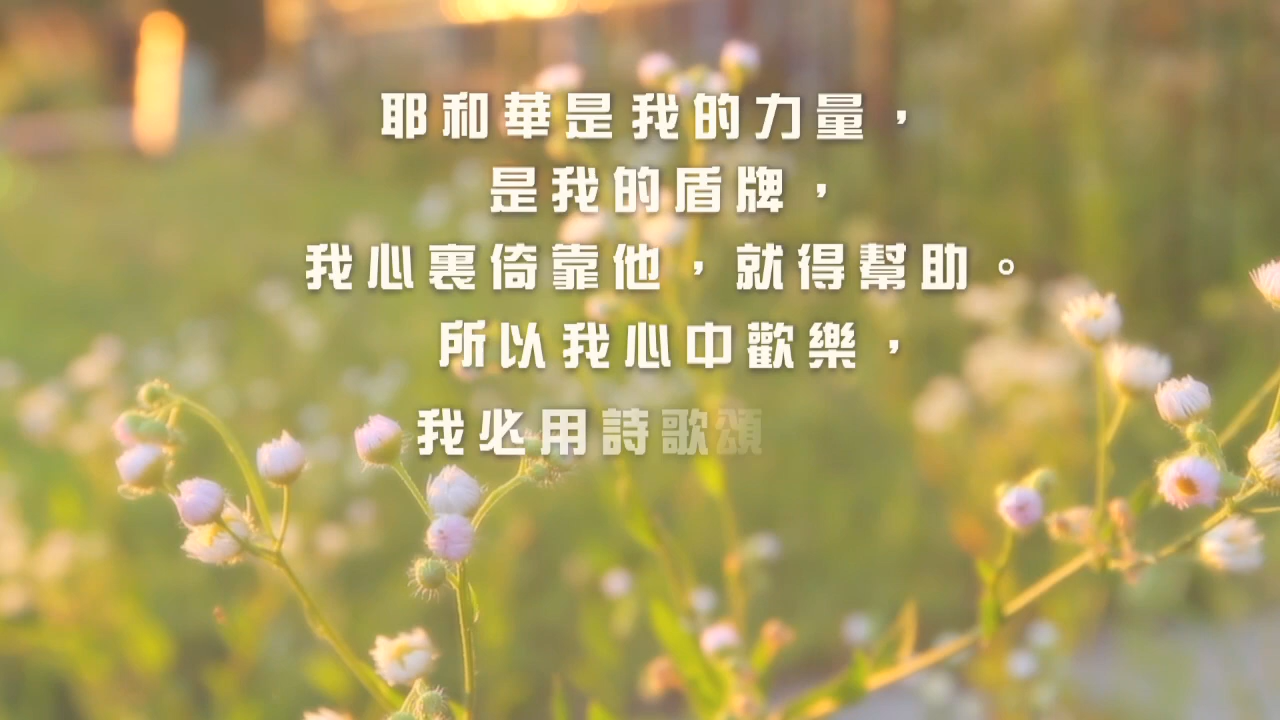 耶和華是我的力量，
是我的盾牌，
我心裏倚靠他，就得幫助。
所以我心中歡樂，
我必用詩歌頌